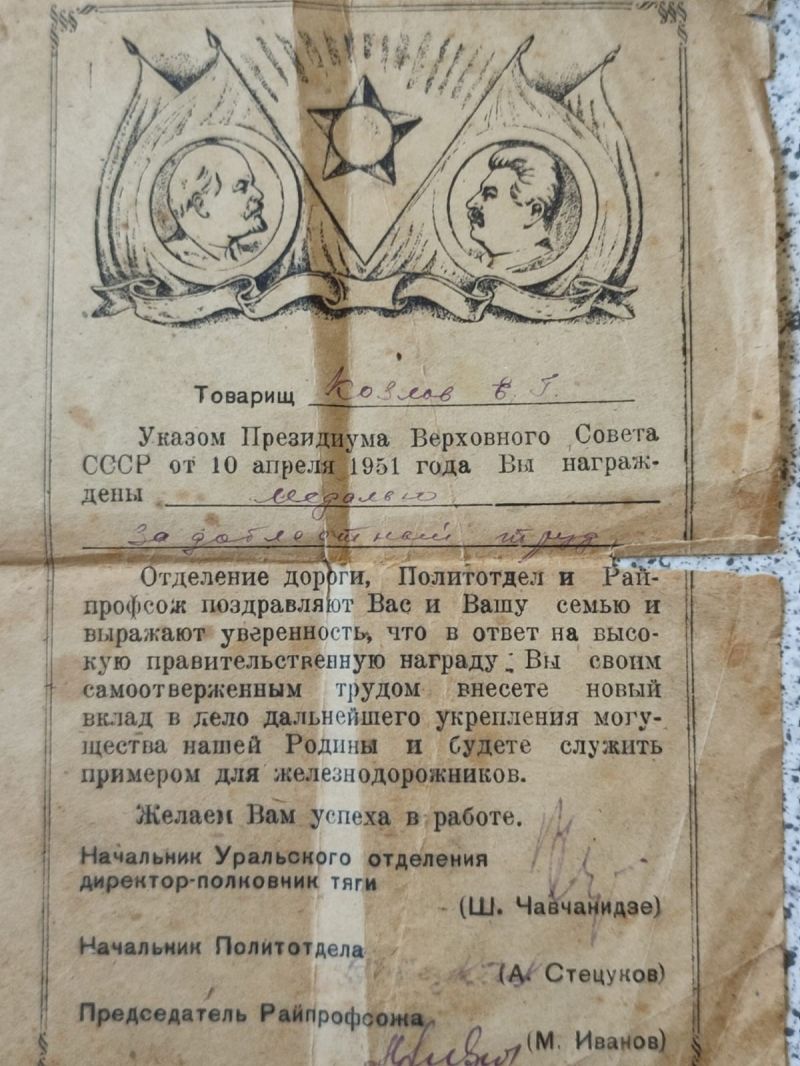 Товарищ Козлов В. Г.
Указом Президиума Верховного Совета
СССР от 10 апреля 1951 года Вы награж-
дены медалью
за доблестный труд.
Отделение дороги, Политотдел и Рай-
профсож поздравляют Вас и Вашу семью и
выражают уверенность, что в ответ на высо-
кую правительственную награду Вы своим
самоотверженным трудом внесете новый
вклад в дело дальнейшего укрепления могу-
щества нашей Родины и будете служить
примером для железнодорожников.
Желаем Вам успеха в работе.
Начальник Уральского отделения
директор-полковник тяги
(Ш. Чавчанидзе)
Начальник Политотдела
(А. Стецуков)
Председатель Райпрофсожа
(М. Иванов)